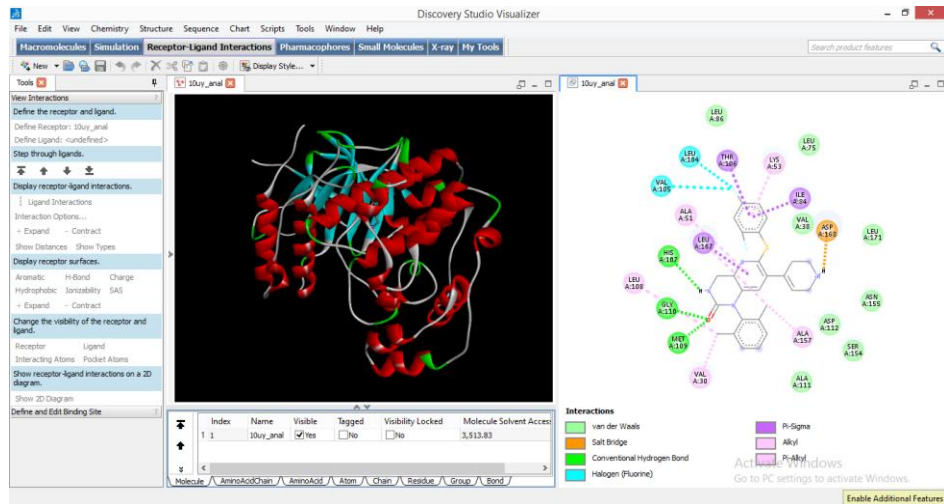 Discovery Studio Visualizer
File Edit View Chemistry Structure Sequence Chart Scripts Tools Window Help
Macromolecules Simulation Receptor-Ligand Interactions Pharmacophores Small Molecules X-ray My Tools
Search product features
New Display Style...
Tools
View Interactions
Define the receptor and ligand.
Define Receptor: 1ouy_anal
Define Ligand: <undefined>
Step through ligands.
Display receptor-ligand interactions.
Ligand Interactions
Interaction Options...
+ Expand - Contract
Show Distances Show Types
Display receptor surfaces.
Aromatic H-Bond Charge
Hydrophobic Ionizability SAS
+ Expand - Contract
Change the visibility of the receptor and
ligand.
Receptor Ligand
Interacting Atoms Pocket Atoms
Show receptor-ligand interactions on a 2D
diagram.
Show 2D Diagram
Define and Edit Binding Site
1ouy_anal
Index Name Visible Tagged Visibility Locked Molecule Solvent Access
1 1 1ouy_anal Yes No No 3,513.83
Molecule AminoAcidChain AminoAcid Atom Chain Residue Group Bond
1ouy_anal
LEU
A:86
LEU
A:75
LEU
A:104
THR
A:106
LYS
A:53
VAL
A:105
ILE
A:84
ALA
A:51
VAL
A:38
ASP
A:168
LEU
A:171
LEU
A:167
HIS
A:107
H
H
LEU
A:108
GLY
A:110
ASN
A:155
ASP
A:112
MET
A:109
ALA
A:157
SER
A:154
VAL
A:30
ALA
A:111
Interactions
van der Waals
Salt Bridge
Conventional Hydrogen Bond
Halogen (Fluorine)
Pi-Sigma
Alkyl
Pi-Alkyl
Activate Windows
Go to PC settings to activate Windows.
Enable Additional Features